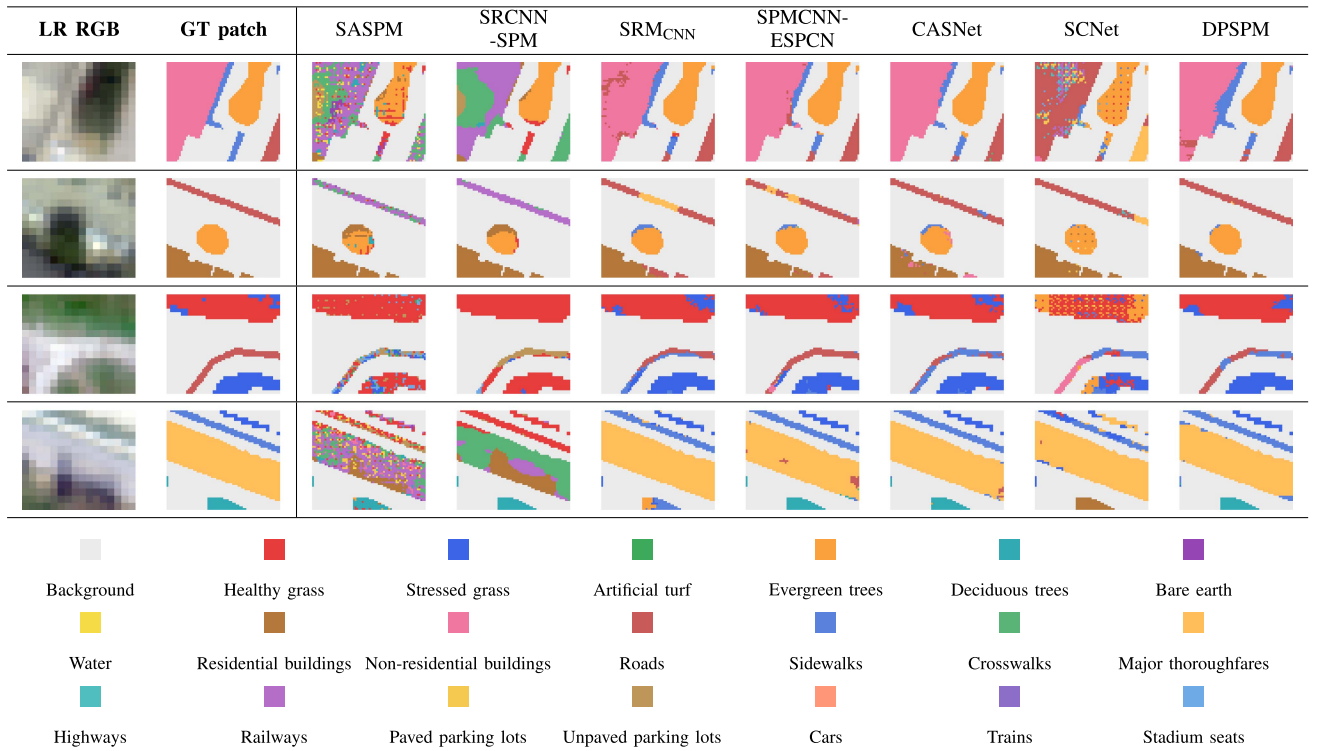 LR RGB GT patch SASPM SRCNN-SPM SRM_CNN SPMCNN-ESPCN CASNet SCNet DPSPM
Background Healthy grass Stressed grass Artificial turf Evergreen trees Deciduous trees Bare earth
Water Residential buildings Non-residential buildings Roads Sidewalks Crosswalks Major thoroughfares
Highways Railways Paved parking lots Unpaved parking lots Cars Trains Stadium seats